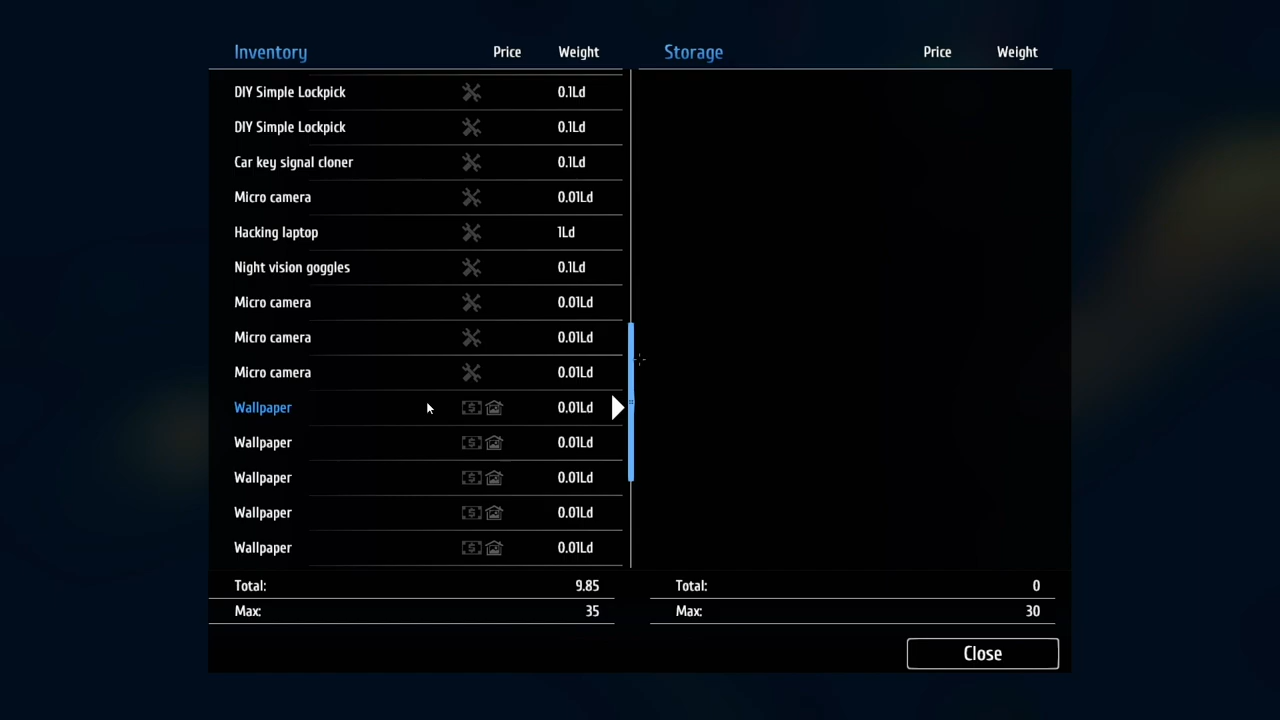 Inventory Price Weight Storage Price Weight
DIY Simple Lockpick 0.1Ld
DIY Simple Lockpick 0.1Ld
Car key signal cloner 0.1Ld
Micro camera 0.01Ld
Hacking laptop 1Ld
Night vision goggles 0.1Ld
Micro camera 0.01Ld
Micro camera 0.01Ld
Micro camera 0.01Ld
Wallpaper 0.01Ld
Wallpaper 0.01Ld
Wallpaper 0.01Ld
Wallpaper 0.01Ld
Wallpaper 0.01Ld
Total: 9.85 Total: 0
Max: 35 Max: 30
Close